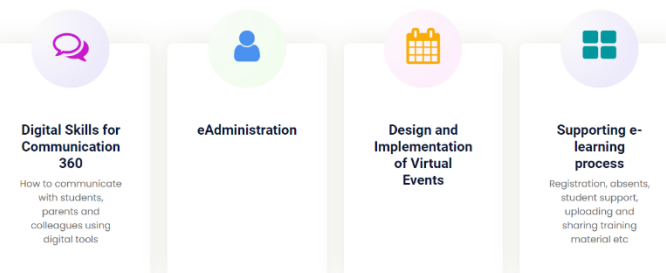 Digital Skills for
Communication
360
How to communicate
with students,
parents and
colleagues using
digital tools
eAdministration
Design and
Implementation
of Virtual
Events
Supporting e-
learning
process
Registration, absents,
student support,
uploading and
sharing training
material etc